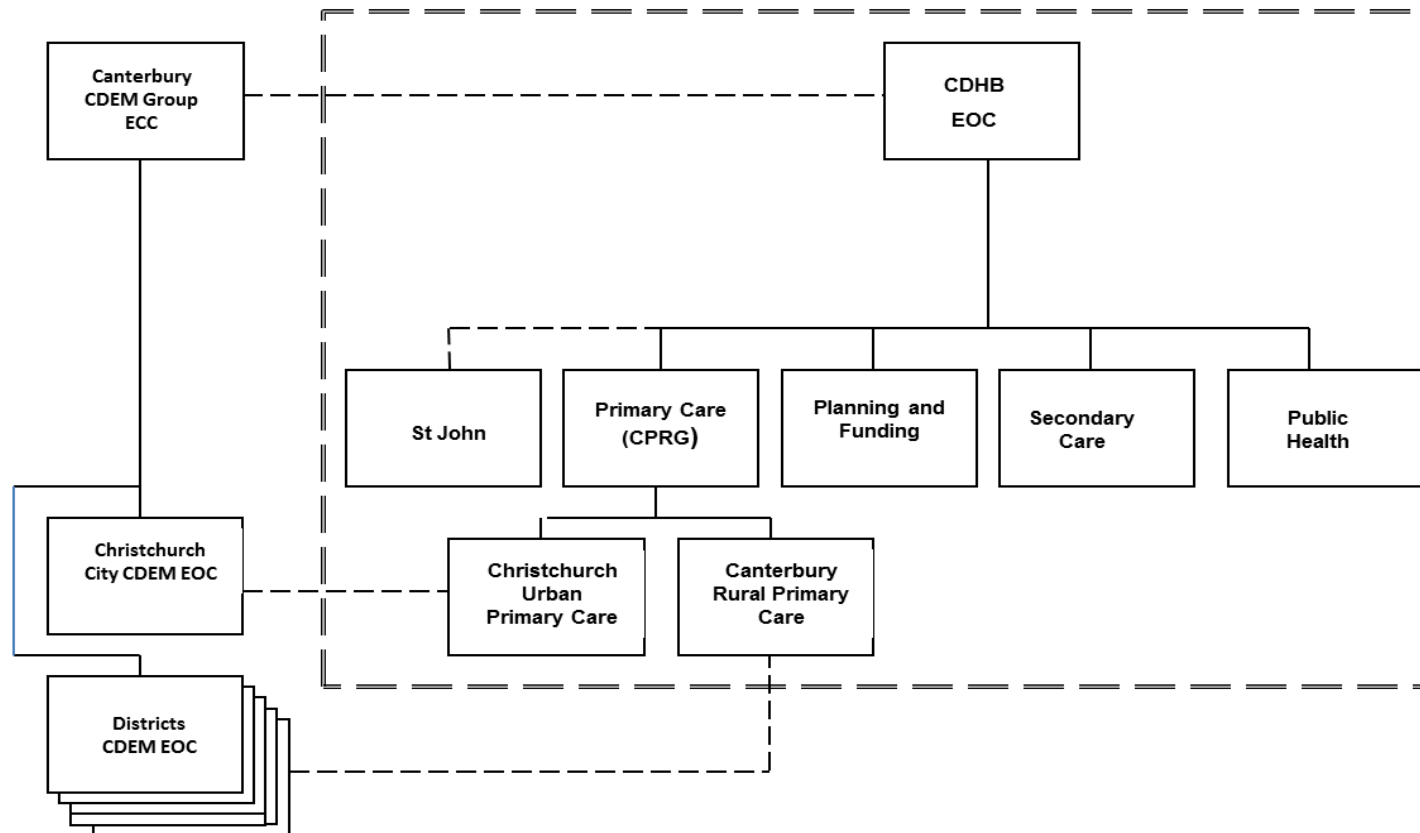 Canterbury
CDEM Group
ECC
CDHB
EOC
St John
Primary Care
(CPRG)
Planning and
Funding
Secondary
Care
Public
Health
Christchurch
City CDEM EOC
Christchurch
Urban
Primary Care
Canterbury
Rural Primary
Care
Districts
CDEM EOC